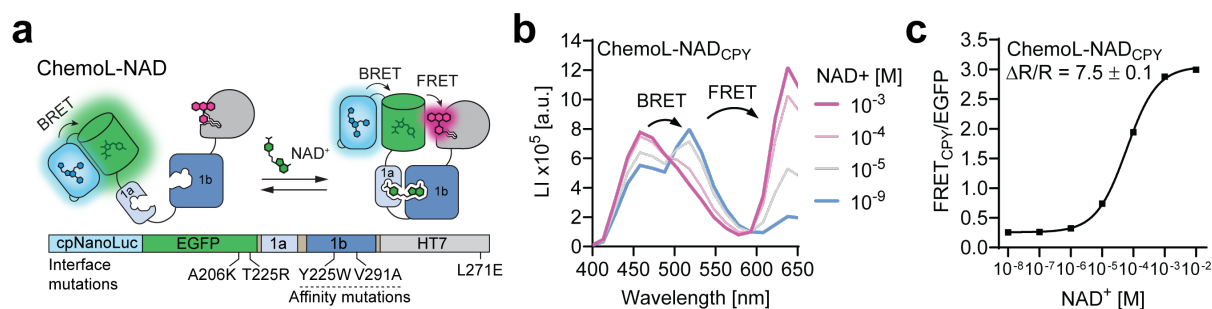 a
ChemoL-NAD
BRET
1a
1b
NAD⁺
BRET
FRET
1a
1b
cpNanoLuc
EGFP
1a
1b
HT7
Interface
mutations
A206K
T225R
Y225W
V291A
L271E
Affinity mutations
b
ChemoL-NAD_CPY
LI x10⁵ [a.u.]
14
12
10
8
6
4
2
0
BRET
FRET
400
450
500
550
600
650
Wavelength [nm]
NAD+ [M]
10⁻³
10⁻⁴
10⁻⁵
10⁻⁹
c
ChemoL-NAD_CPY
ΔR/R = 7.5 ± 0.1
FRET_CPY/EGFP
3.5
3.0
2.5
2.0
1.5
1.0
0.5
0.0
10⁻⁸
10⁻⁷
10⁻⁶
10⁻⁵
10⁻⁴
10⁻³
10⁻²
NAD⁺ [M]